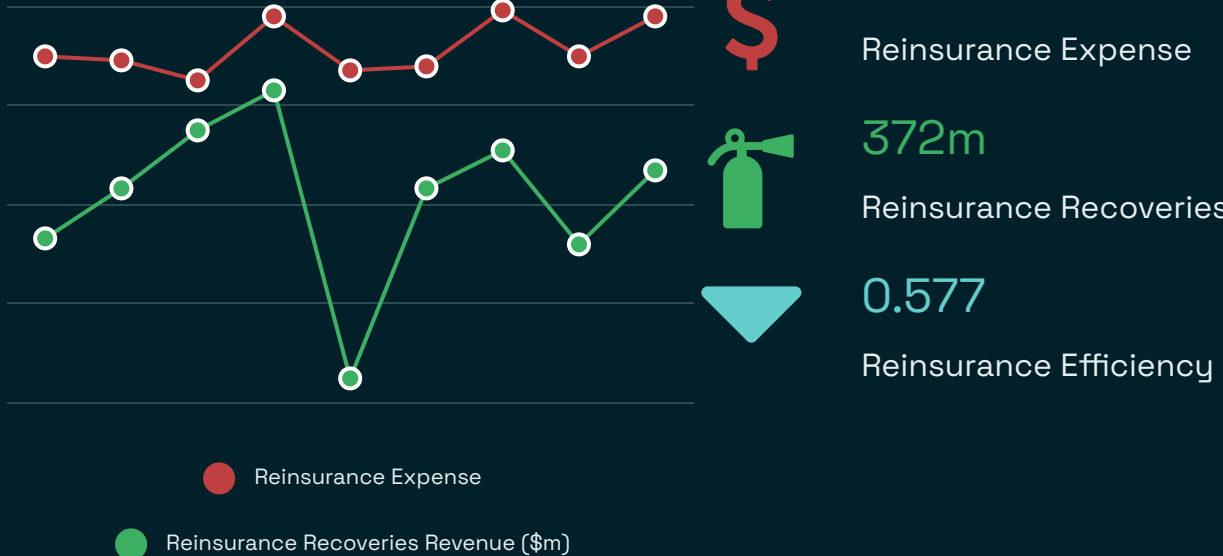 Reinsurance Expense
372m
Reinsurance Recoveries
0.577
Reinsurance Efficiency
Reinsurance Expense
Reinsurance Recoveries Revenue ($m)